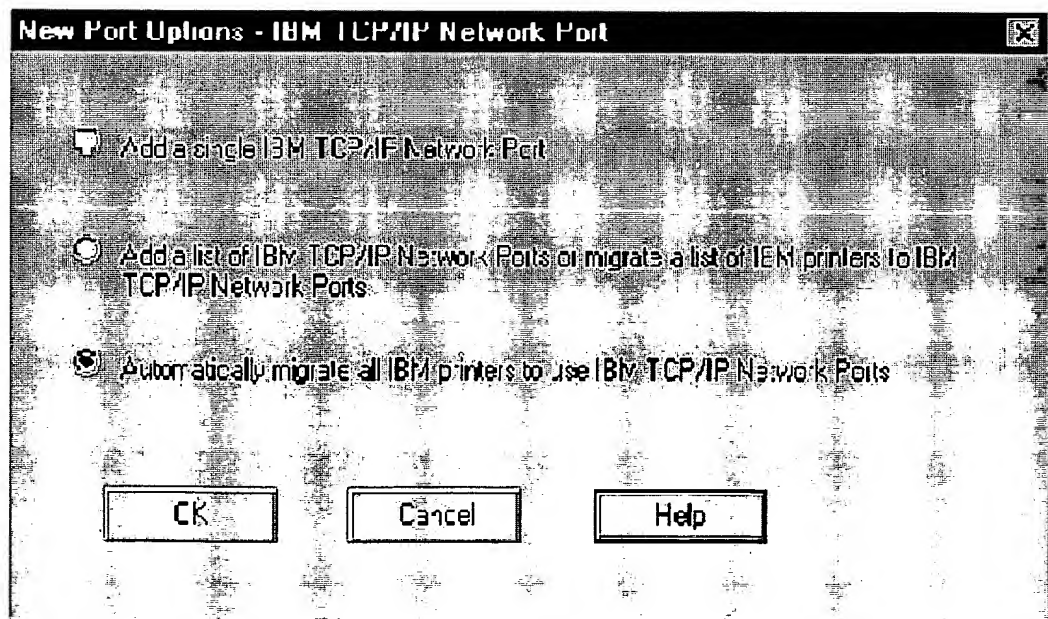 New Port Options - IBM TCP/IP Network Port
Add a single IBM TCP/IP Network Port
Add a list of IBM TCP/IP Network Ports or migrate a list of IBM printers to IBM
TCP/IP Network Ports
Automatically migrate all IBM printers to use IBM TCP/IP Network Ports
OK
Cancel
Help